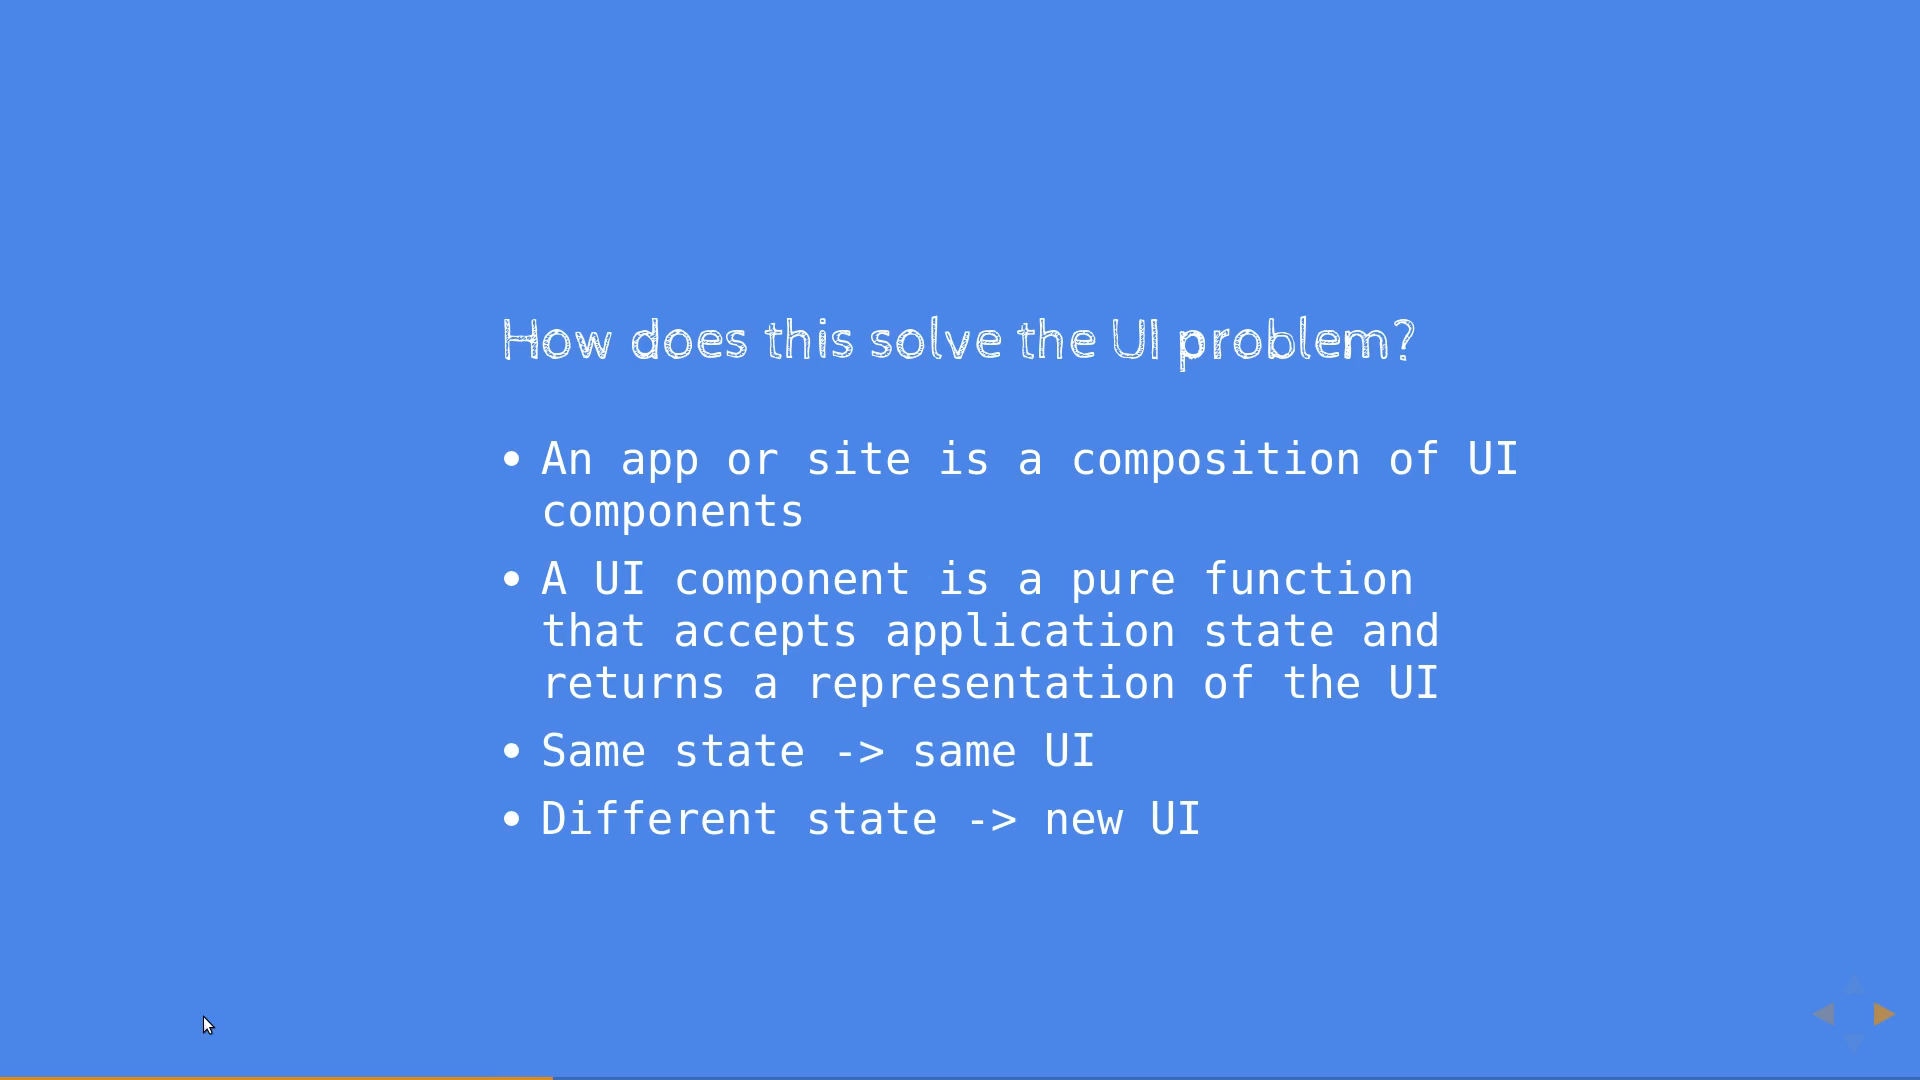 How does this solve the UI problem?
• An app or site is a composition of UI
components
• A UI component is a pure function
that accepts application state and
returns a representation of the UI
• Same state -> same UI
• Different state -> new UI